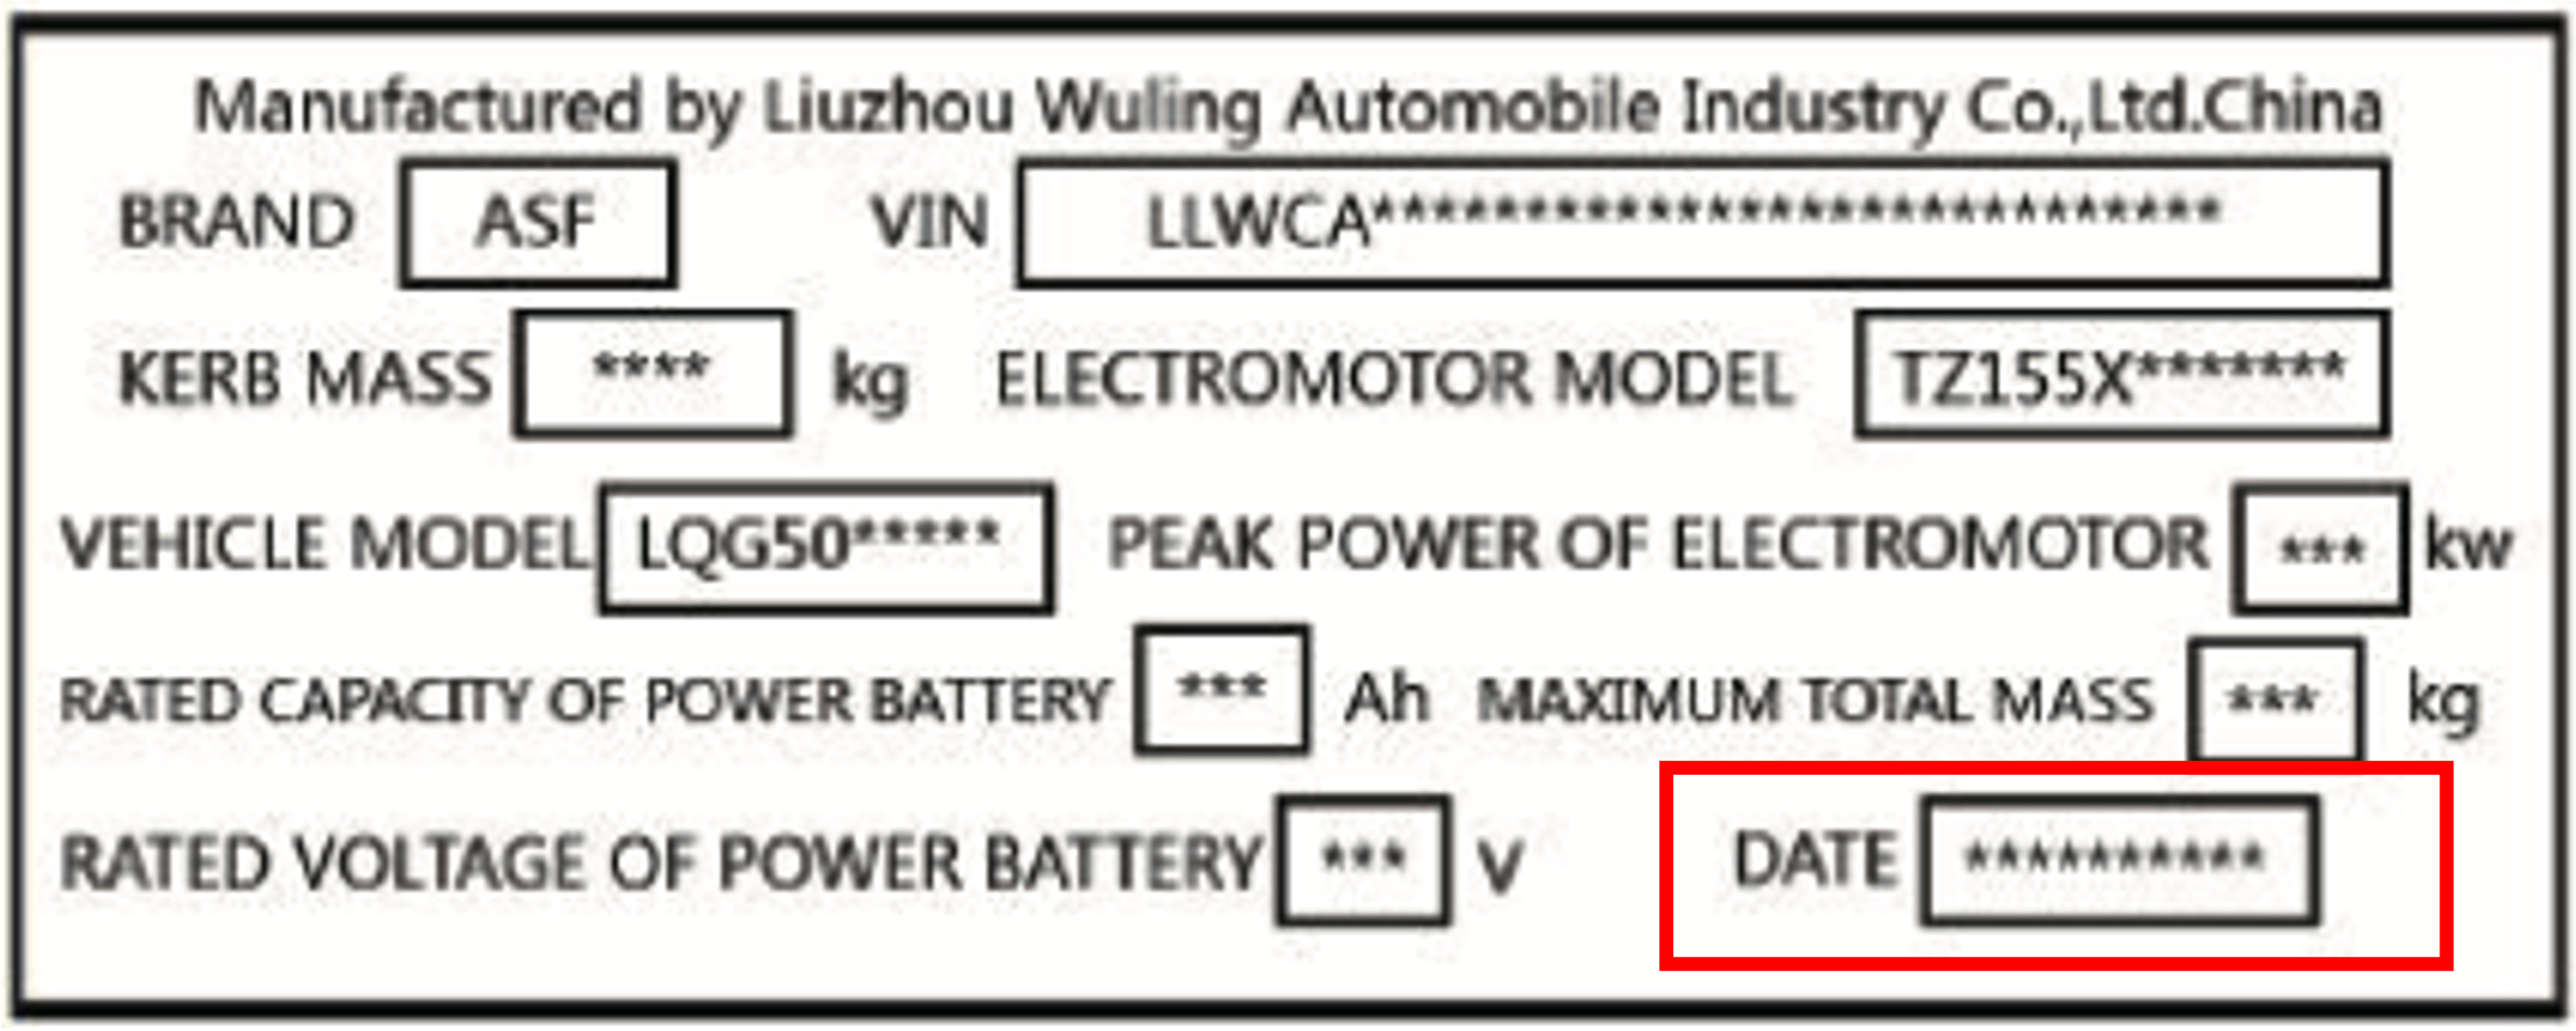 Manufactured by Liuzhou Wuling Automobile Industry Co.,Ltd.China
BRAND ASF VIN LLWCA****************************
KERB MASS **** kg ELECTROMOTOR MODEL TZ155X*******
VEHICLE MODEL LQG50***** PEAK POWER OF ELECTROMOTOR *** kw
RATED CAPACITY OF POWER BATTERY *** Ah MAXIMUM TOTAL MASS *** kg
RATED VOLTAGE OF POWER BATTERY *** V DATE **********